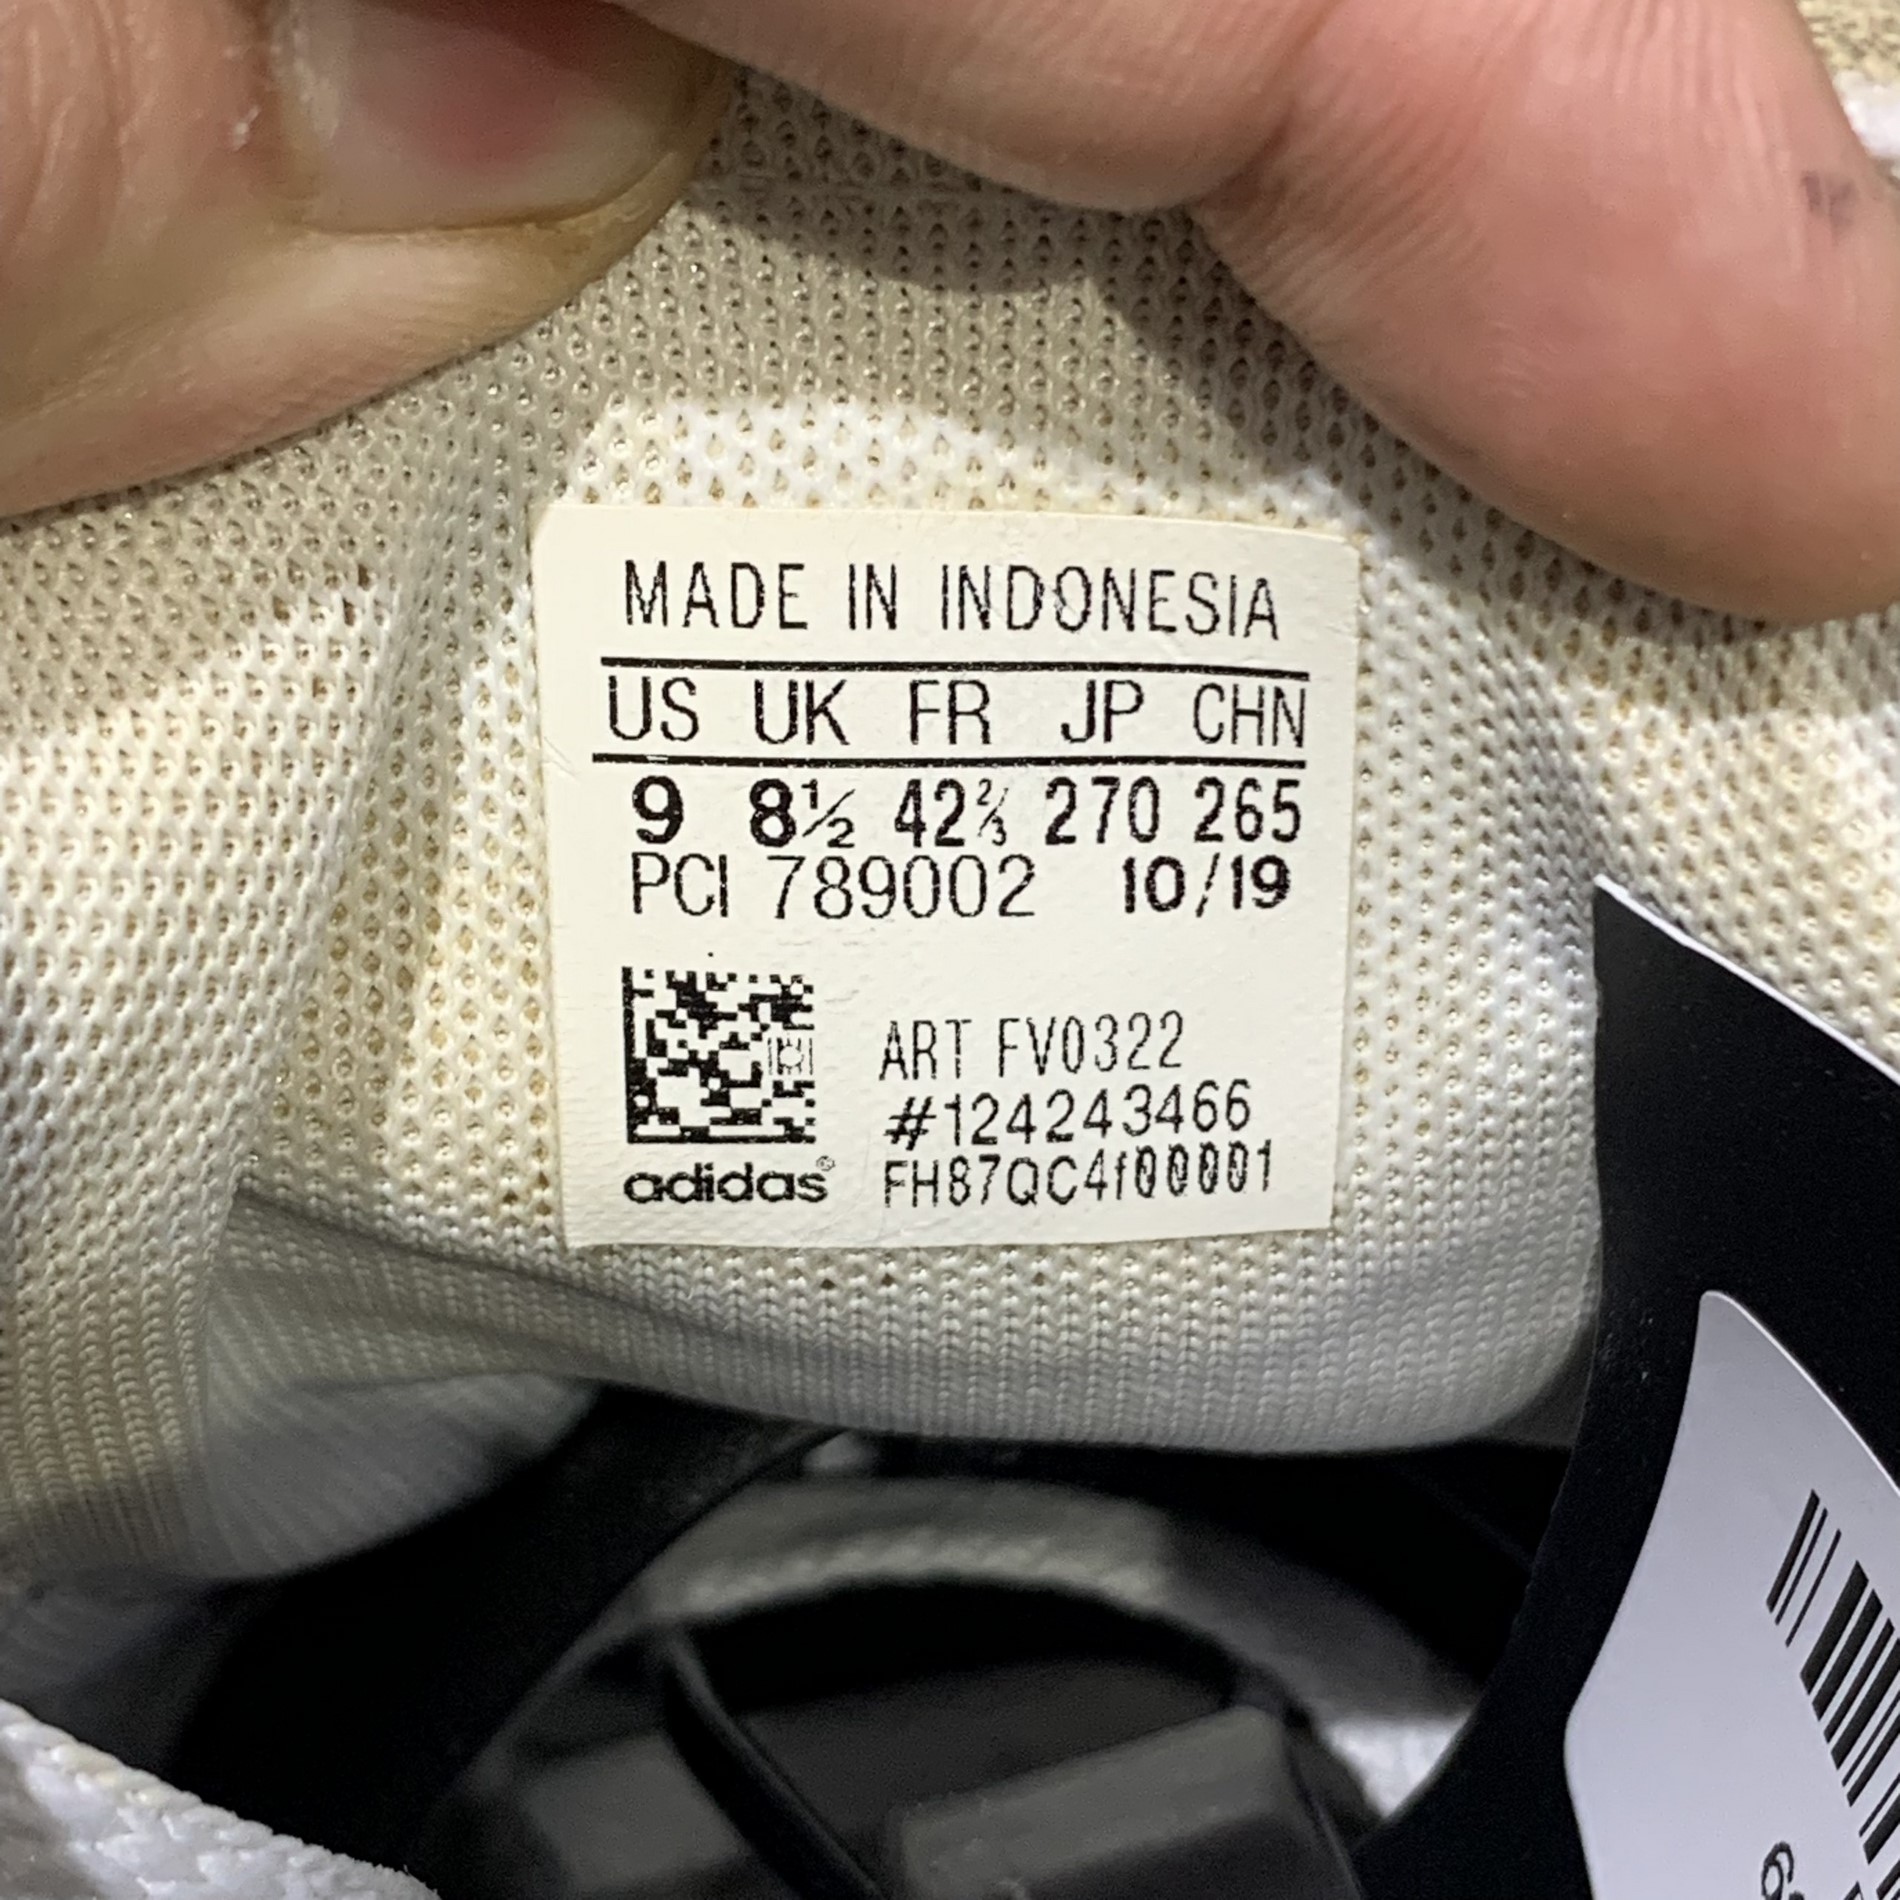 MADE IN INDONESIA
US UK FR JP CHN
9 8½ 42⅔ 270 265
PCI 789002 10/19
ART FV0322
#124243466
adidas® FH87QC4f00001